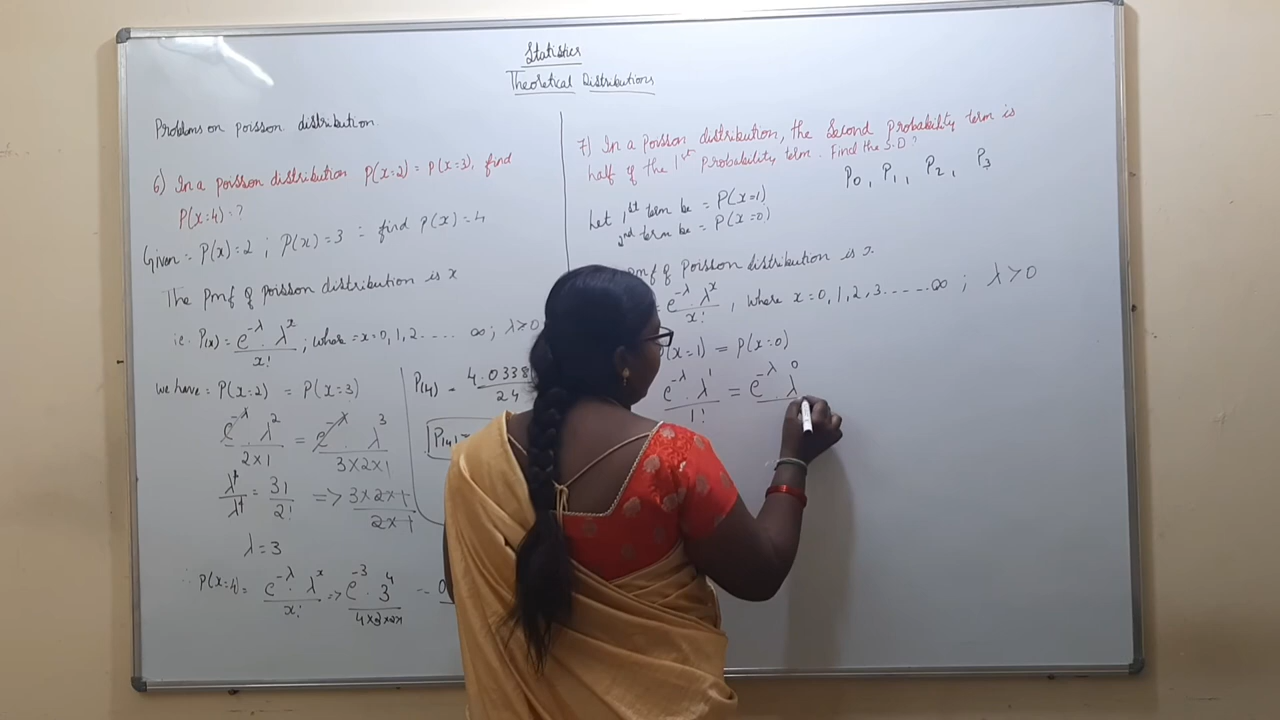 Statistics
Theoretical Distributions
Problems on poisson distribution
6) In a poisson distribution P(x=2) = P(x=3), find
P(x=4) = ?
Given = P(x)=2 ; P(x)=3 = find P(x)=4
The Pmf of poisson distribution is x
ie. P(x) = e^-λ . λ^x / x! ; where = x=0,1,2..... ∞; λ>0
we have = P(x=2) = P(x=3)
e^-λ . λ^2 / 2×1 = e^-λ . λ^3 / 3×2×1
= 3! / 2! => 3×2×1 / 2×1
λ=3
∴ P(x=4) = e^-λ . λ^x / x! => e^-3 . 3^4 / 4×3×2×1
P(4) = 4.0338 / 24
P(4)
7) In a Poisson distribution, the Second Probability term is
half of the 1st Probability term. Find the S.D?
P0, P1, P2, P3
Let 1st term be = P(x=1)
2nd term be = P(x=0)
Pmf of Poisson distribution is x.
= e^-λ . λ^x / x! , where x=0,1,2,3.......∞ ; λ>0
P(x=1) = P(x=0)
e^-λ . λ^1 / 1! = e^-λ . λ^0